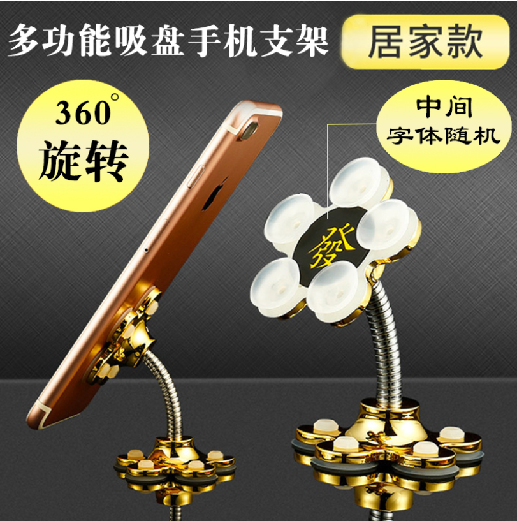 多功能吸盘手机支架
居家款
360°
旋转
中间
字体随机
發